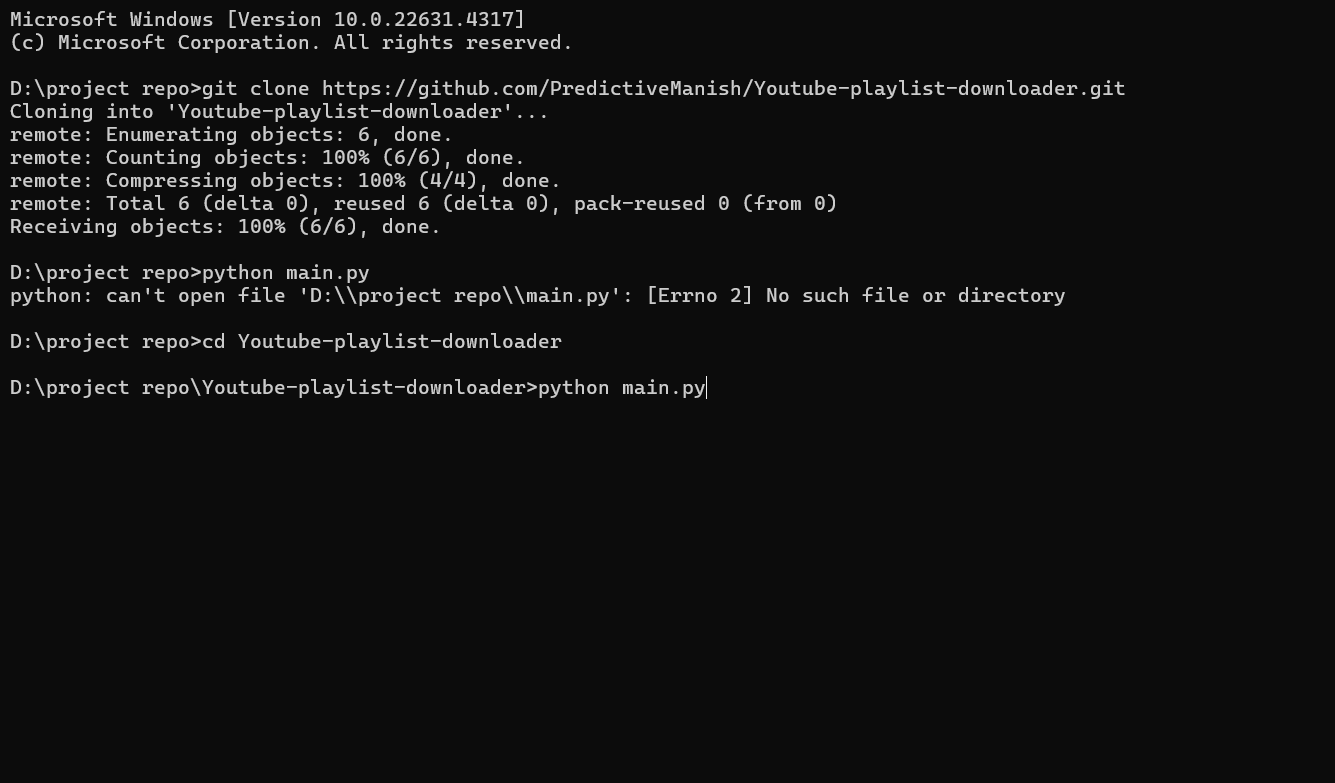 Microsoft Windows [Version 10.0.22631.4317]
(c) Microsoft Corporation. All rights reserved.
D:\project repo>git clone https://github.com/PredictiveManish/Youtube-playlist-downloader.git
Cloning into 'Youtube-playlist-downloader'...
remote: Enumerating objects: 6, done.
remote: Counting objects: 100% (6/6), done.
remote: Compressing objects: 100% (4/4), done.
remote: Total 6 (delta 0), reused 6 (delta 0), pack-reused 0 (from 0)
Receiving objects: 100% (6/6), done.
D:\project repo>python main.py
python: can't open file 'D:\\project repo\\main.py': [Errno 2] No such file or directory
D:\project repo>cd Youtube-playlist-downloader
D:\project repo\Youtube-playlist-downloader>python main.py